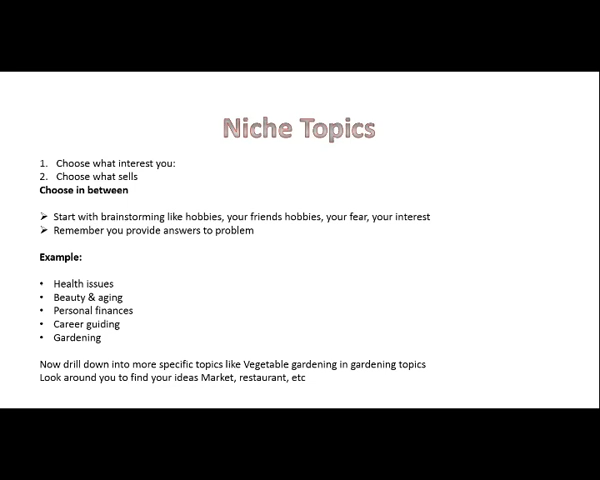 Niche Topics
1. Choose what interest you:
2. Choose what sells
Choose in between
➢ Start with brainstorming like hobbies, your friends hobbies, your fear, your interest
➢ Remember you provide answers to problem
Example:
• Health issues
• Beauty & aging
• Personal finances
• Career guiding
• Gardening
Now drill down into more specific topics like Vegetable gardening in gardening topics
Look around you to find your ideas Market, restaurant, etc